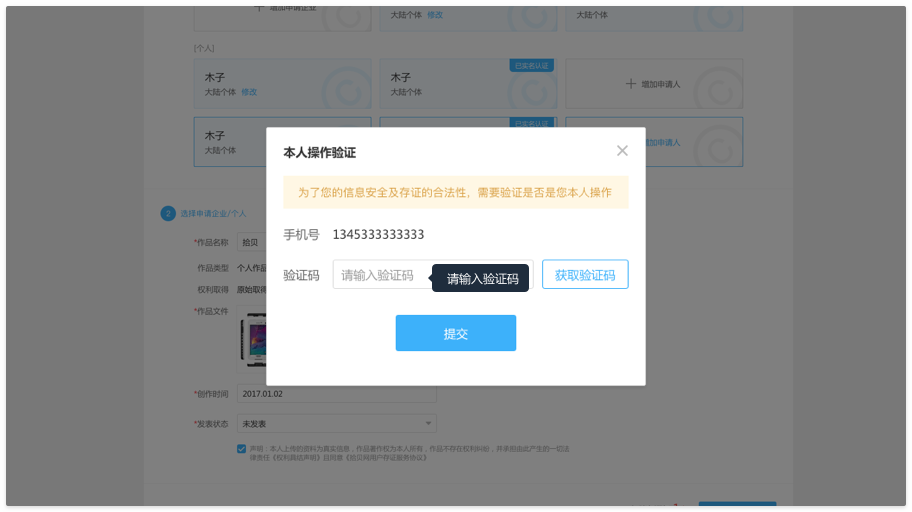 增加申请企业
大陆个体 修改
大陆个体
[个人]
木子
大陆个体 修改
已实名认证
木子
大陆个体
增加申请人
木子
大陆个体
已实名认证
增加申请人
本人操作验证
为了您的信息安全及存证的合法性，需要验证是否是您本人操作
手机号 1345333333333
验证码 请输入验证码 请输入验证码 获取验证码
提交
2 选择申请企业/个人
*作品名称 拾贝
作品类型 个人作品
权利取得 原始取得
*作品文件
*创作时间 2017.01.02
*发表状态 未发表
声明：本人上传的资料为真实信息，作品著作权为本人所有，作品不存在权利纠纷，并承担由此产生的一切法
律责任《权利真结声明》且同意《拾贝网用户存证服务协议》